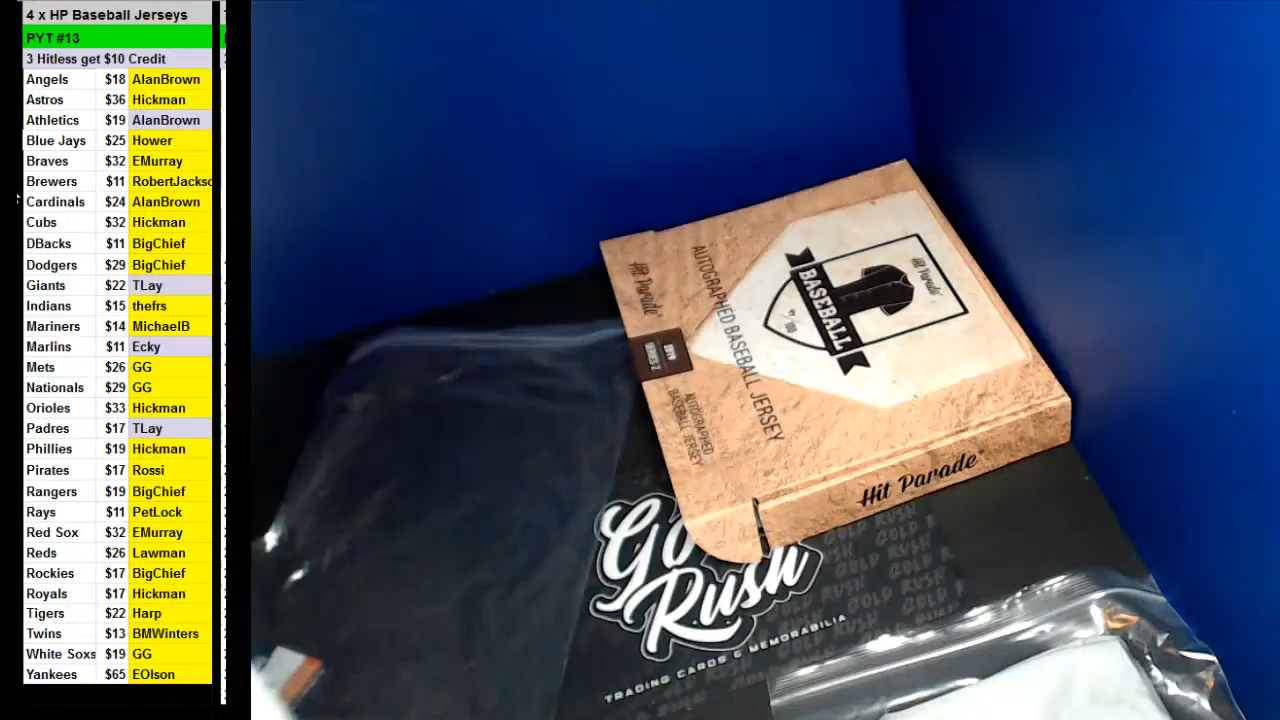 4 x HP Baseball Jerseys
PYT #13
3 Hitless get $10 Credit
Angels $18 AlanBrown
Astros $36 Hickman
Athletics $19 AlanBrown
Blue Jays $25 Hower
Braves $32 EMurray
Brewers $11 RobertJackso
Cardinals $24 AlanBrown
Cubs $32 Hickman
DBacks $11 BigChief
Dodgers $29 BigChief
Giants $22 TLay
Indians $15 thefrs
Mariners $14 MichaelB
Marlins $11 Ecky
Mets $26 GG
Nationals $29 GG
Orioles $33 Hickman
Padres $17 TLay
Phillies $19 Hickman
Pirates $17 Rossi
Rangers $19 BigChief
Rays $11 PetLock
Red Sox $32 EMurray
Reds $26 Lawman
Rockies $17 BigChief
Royals $17 Hickman
Tigers $22 Harp
Twins $13 BMWinters
White Soxs $19 GG
Yankees $65 EOlson
Hit Parade
AUTOGRAPHED BASEBALL JERSEY
Hit Parade
BASEBALL
2019
SERIES 2
AUTOGRAPHED
BASEBALL JERSEY
Hit Parade
Rush
TRADING CARDS & MEMORABILIA
GOLD RUSH